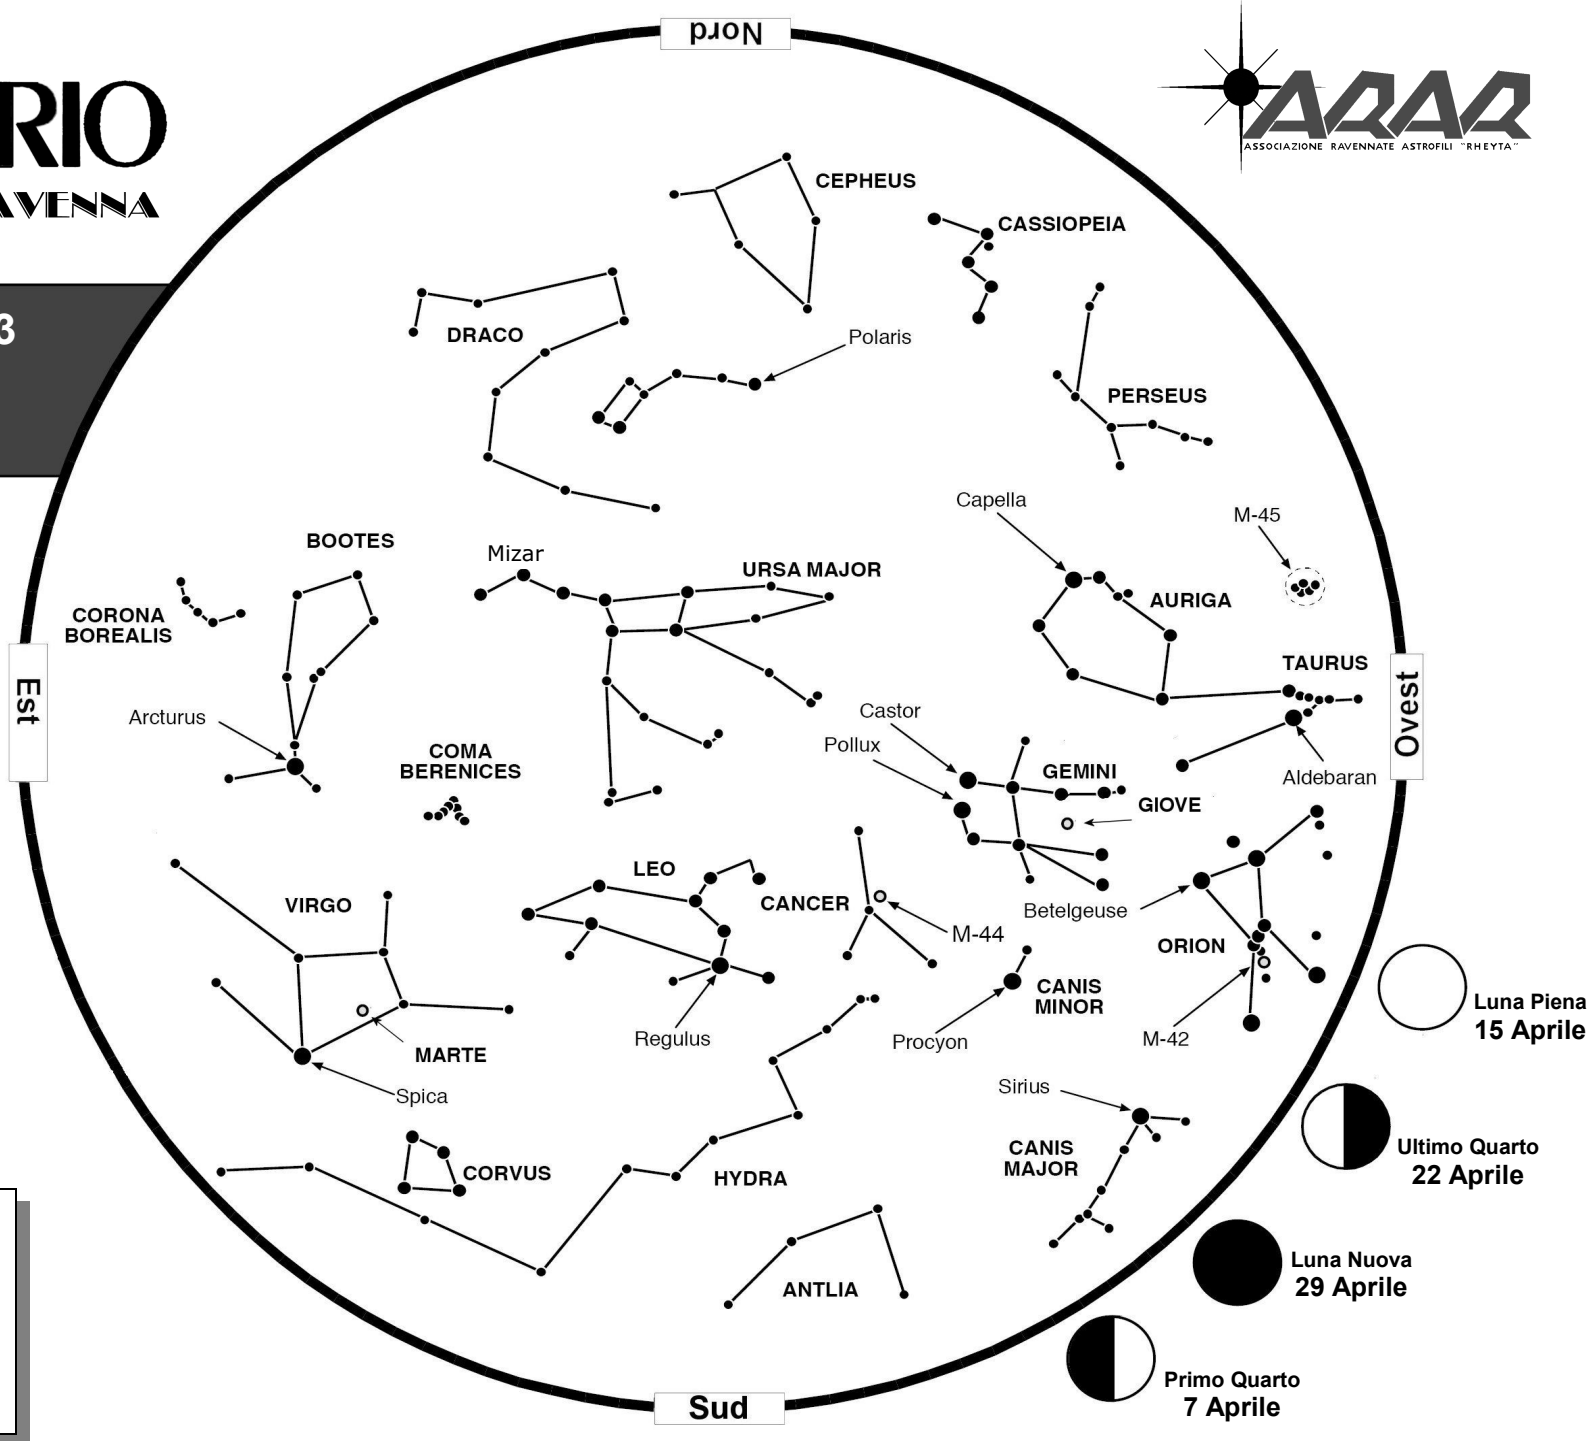 Nord
RIO
AVENNA
3
ARAR
ASSOCIAZIONE RAVENNATE ASTROFILI "RHEYTA"
CEPHEUS
CASSIOPEIA
DRACO
Polaris
PERSEUS
Capella
M-45
BOOTES
Mizar
URSA MAJOR
AURIGA
CORONA
BOREALIS
TAURUS
Est
Ovest
Arcturus
Castor
Pollux
COMA
BERENICES
GEMINI
Aldebaran
GIOVE
LEO
VIRGO
CANCER
Betelgeuse
M-44
ORION
CANIS
MINOR
Luna Piena
15 Aprile
MARTE
Regulus
Procyon
M-42
Spica
Sirius
CANIS
MAJOR
CORVUS
HYDRA
Ultimo Quarto
22 Aprile
ANTLIA
Luna Nuova
29 Aprile
Primo Quarto
7 Aprile
Sud